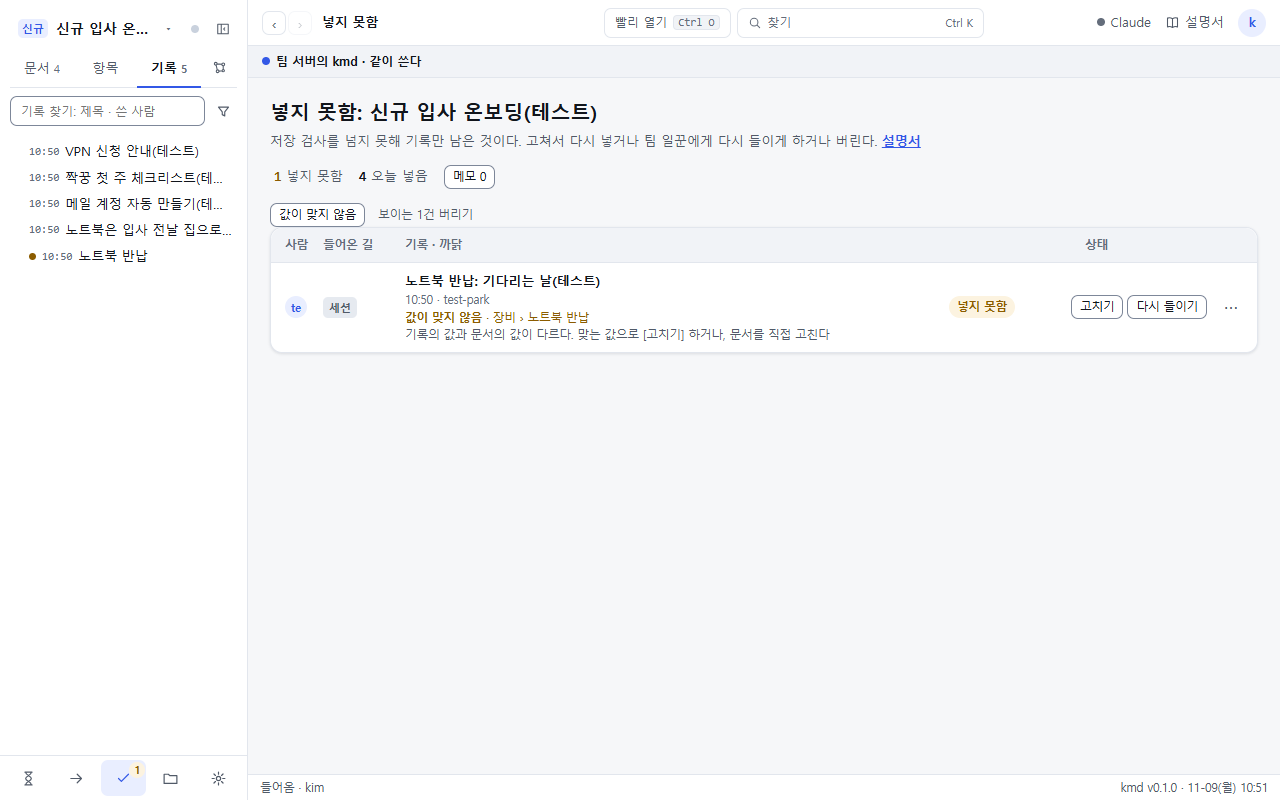 신규 신규 입사 온...
문서 4 항목 기록 5
기록 찾기: 제목 · 쓴 사람
10:50 VPN 신청 안내(테스트)
10:50 짝꿍 첫 주 체크리스트(테...
10:50 메일 계정 자동 만들기(테...
10:50 노트북은 입사 전날 집으로...
10:50 노트북 반납
1
넣지 못함
빨리 열기 Ctrl O
찾기 Ctrl K
Claude
설명서
k
팀 서버의 kmd · 같이 쓴다
넣지 못함: 신규 입사 온보딩(테스트)
저장 검사를 넘지 못해 기록만 남은 것이다. 고쳐서 다시 넣거나 팀 일꾼에게 다시 들이게 하거나 버린다. 설명서
1 넣지 못함 4 오늘 넣음 메모 0
값이 맞지 않음 보이는 1건 버리기
사람 들어온 길 기록 · 까닭 상태
노트북 반납: 기다리는 날(테스트)
10:50 · test-park
te 세션 넣지 못함 고치기 다시 들이기 ...
값이 맞지 않음 · 장비 › 노트북 반납
기록의 값과 문서의 값이 다르다. 맞는 값으로 [고치기] 하거나, 문서를 직접 고친다
들어옴 · kim
kmd v0.1.0 · 11-09(월) 10:51